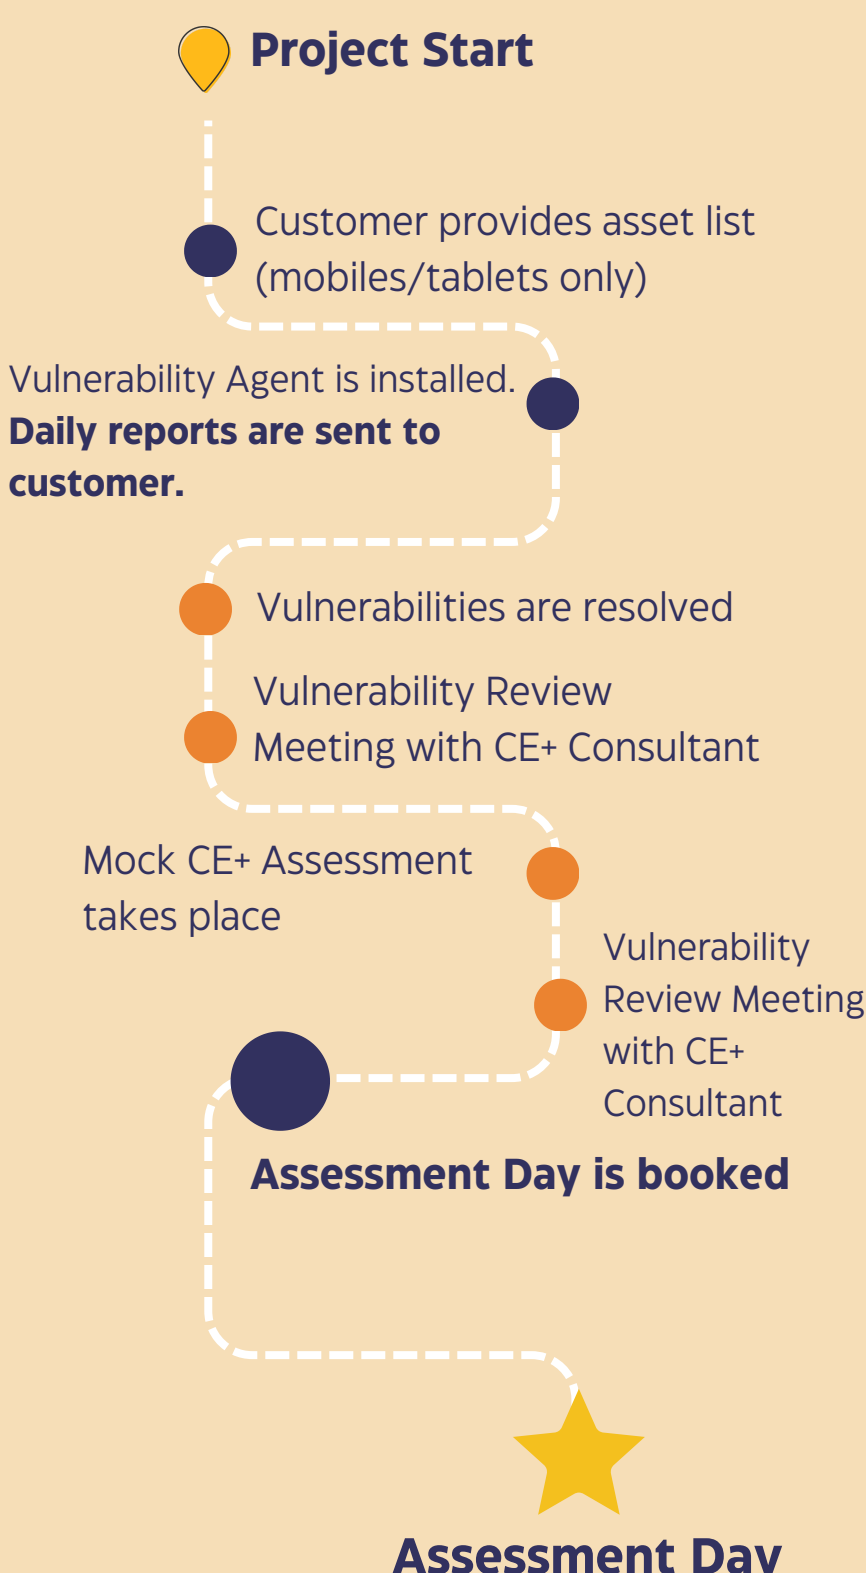 Project Start
Customer provides asset list
(mobiles/tablets only)
Vulnerability Agent is installed.
Daily reports are sent to
customer.
Vulnerabilities are resolved
Vulnerability Review
Meeting with CE+ Consultant
Mock CE+ Assessment
takes place
Vulnerability
Review Meeting
with CE+
Consultant
Assessment Day is booked
Assessment Day